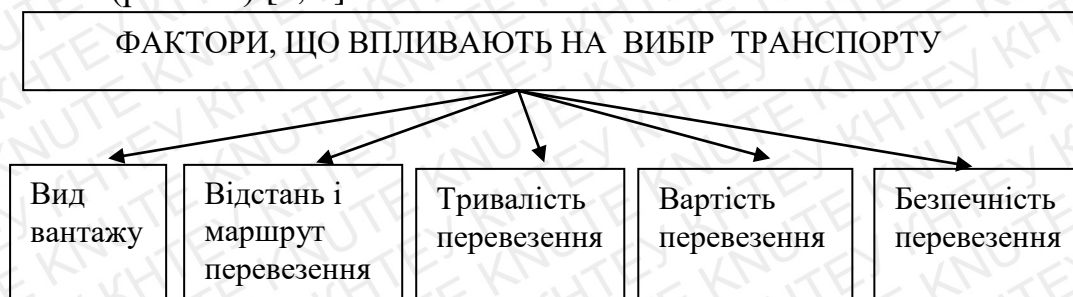 ФАКТОРИ, ЩО ВПЛИВАЮТЬ НА ВИБІР ТРАНСПОРТУ
Вид
вантажу
Відстань і
маршрут
перевезення
Тривалість
перевезення
Вартість
перевезення
Безпечність
перевезення